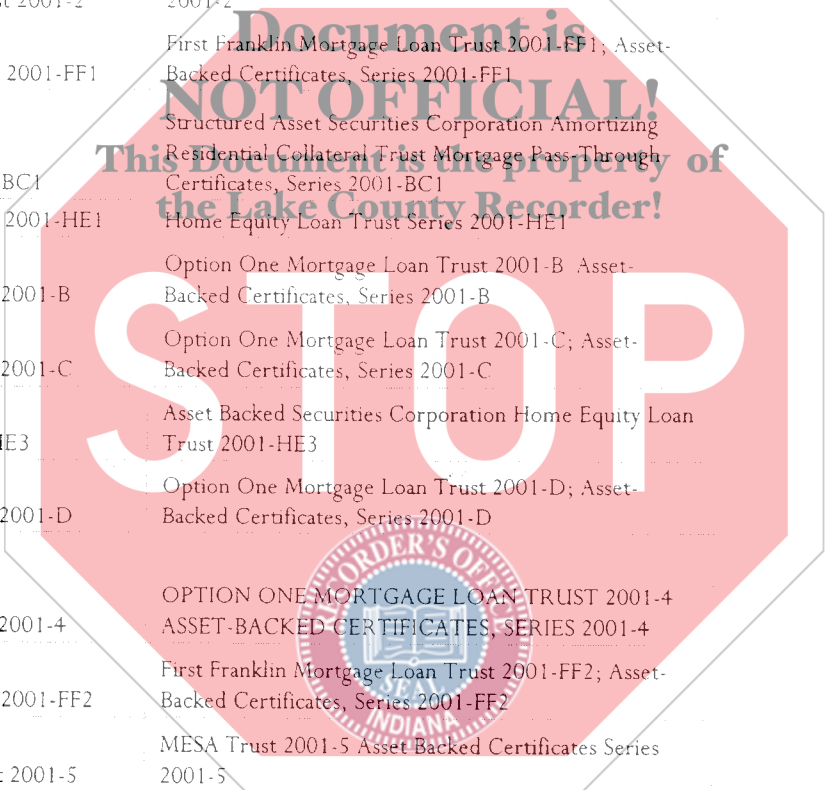 st 2001-2 2001-2
Document is
First Franklin Mortgage Loan Trust 2001-FF1; Asset-
2001-FF1 Backed Certificates, Series 2001-FF1
NOT OFFICIAL!
Structured Asset Securities Corporation Amortizing
This Document is the property of
Residential Collateral Trust Mortgage Pass-Through
BC1 Certificates, Series 2001-BC1
the Lake County Recorder!
2001-HE1 Home Equity Loan Trust Series 2001-HE1
Option One Mortgage Loan Trust 2001-B Asset-
2001-B Backed Certificates, Series 2001-B
STOP
Option One Mortgage Loan Trust 2001-C; Asset-
2001-C Backed Certificates, Series 2001-C
Asset Backed Securities Corporation Home Equity Loan
HE3 Trust 2001-HE3
Option One Mortgage Loan Trust 2001-D; Asset-
2001-D Backed Certificates, Series 2001-D
RECORDER'S OFFICE
OPTION ONE MORTGAGE LOAN TRUST 2001-4
2001-4 ASSET-BACKED CERTIFICATES, SERIES 2001-4
First Franklin Mortgage Loan Trust 2001-FF2; Asset-
2001-FF2 Backed Certificates, Series 2001-FF2
SEAL
INDIANA
MESA Trust 2001-5 Asset Backed Certificates Series
t 2001-5 2001-5